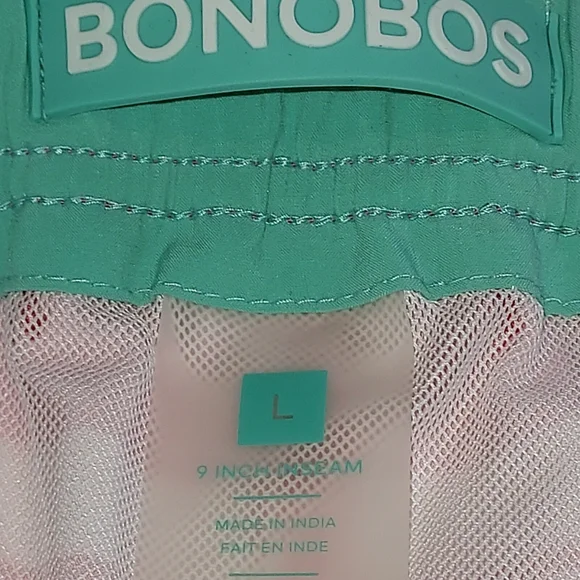 BONOBOS
L
9 INCH INSEAM
MADE IN INDIA
FAIT EN INDE